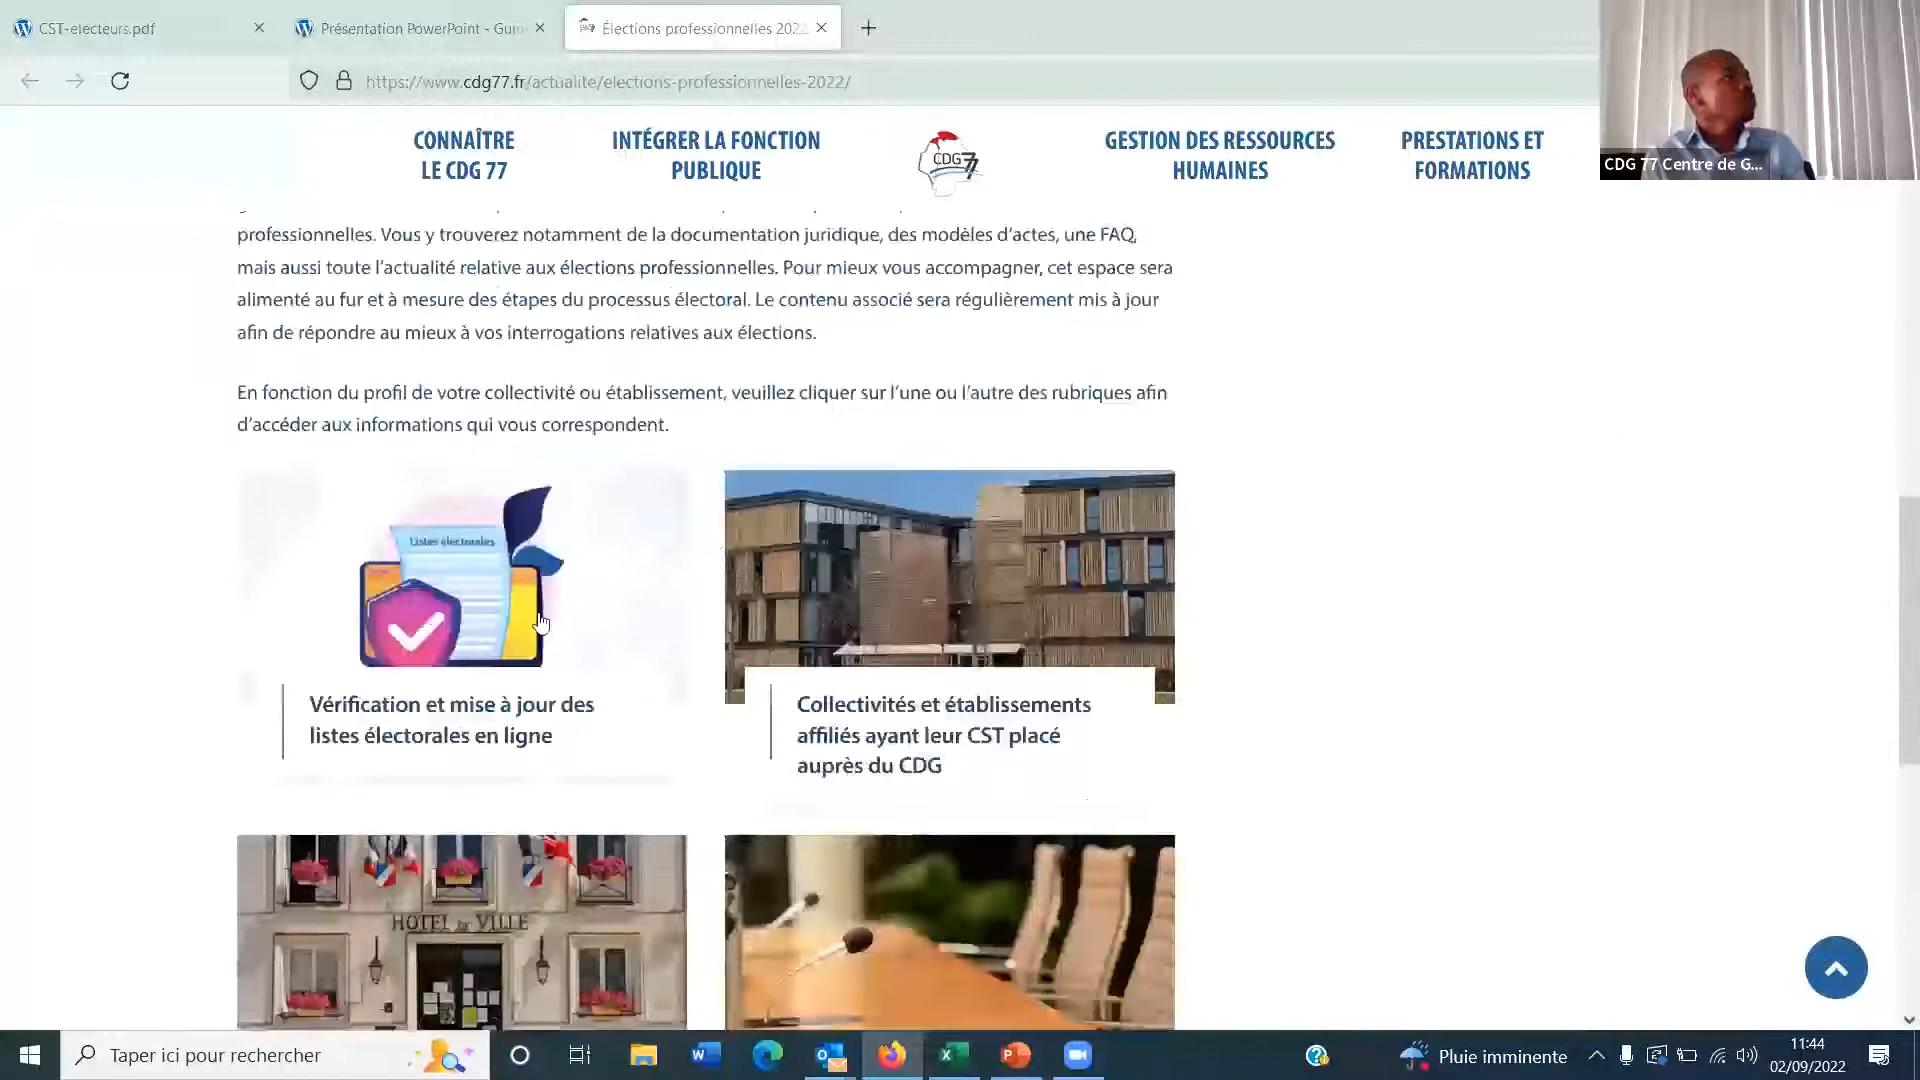 CST-electeurs.pdf
Présentation PowerPoint - Gui
Élections professionnelles 2022
https://www.cdg77.fr/actualite/elections-professionnelles-2022/
CONNAÎTRE
LE CDG 77
INTÉGRER LA FONCTION
PUBLIQUE
CDG 77
GESTION DES RESSOURCES
HUMAINES
PRESTATIONS ET
FORMATIONS
CDG 77 Centre de G...
professionnelles. Vous y trouverez notamment de la documentation juridique, des modèles d'actes, une FAQ,
mais aussi toute l'actualité relative aux élections professionnelles. Pour mieux vous accompagner, cet espace sera
alimenté au fur et à mesure des étapes du processus électoral. Le contenu associé sera régulièrement mis à jour
afin de répondre au mieux à vos interrogations relatives aux élections.
En fonction du profil de votre collectivité ou établissement, veuillez cliquer sur l'une ou l'autre des rubriques afin
d'accéder aux informations qui vous correspondent.
Listes électorales
Vérification et mise à jour des
listes électorales en ligne
Collectivités et établissements
affiliés ayant leur CST placé
auprès du CDG
HOTEL DE VILLE
Taper ici pour rechercher
Pluie imminente
11:44
02/09/2022